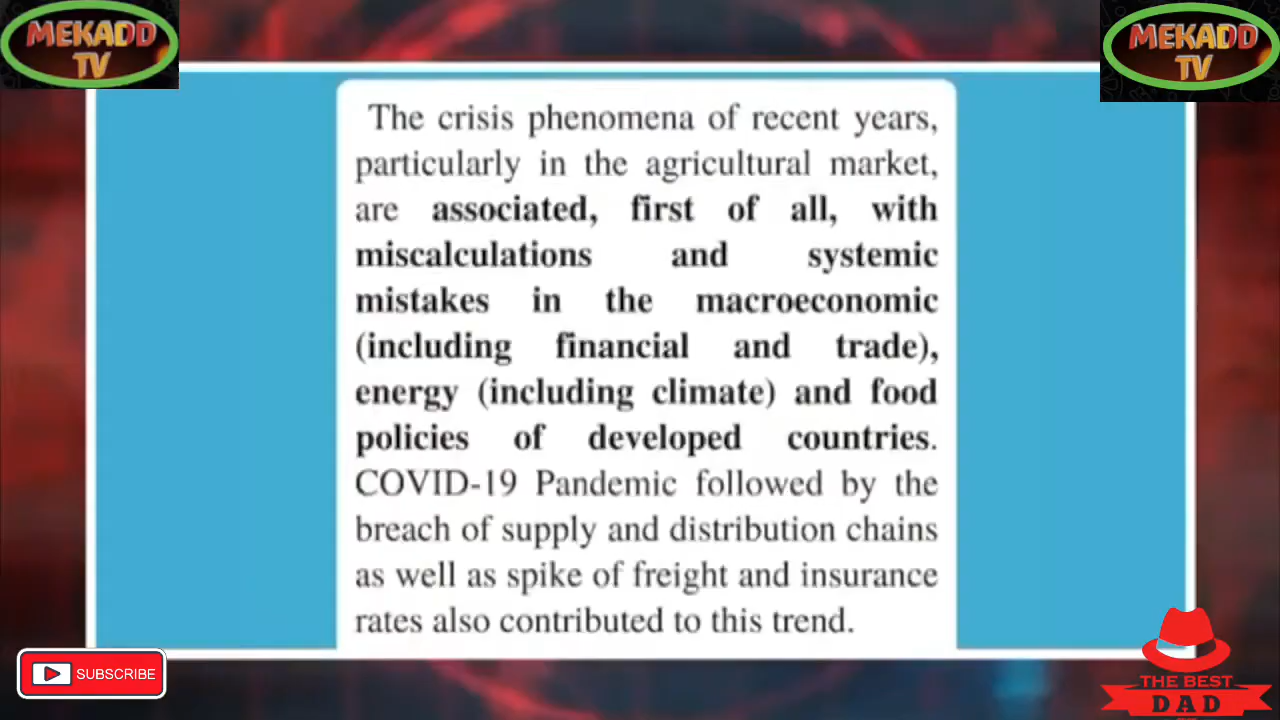 MEKADD
TV
MEKADD
TV
The crisis phenomena of recent years,
particularly in the agricultural market,
are associated, first of all, with
miscalculations and systemic
mistakes in the macroeconomic
(including financial and trade),
energy (including climate) and food
policies of developed countries.
COVID-19 Pandemic followed by the
breach of supply and distribution chains
as well as spike of freight and insurance
rates also contributed to this trend.
SUBSCRIBE
THE BEST
DAD